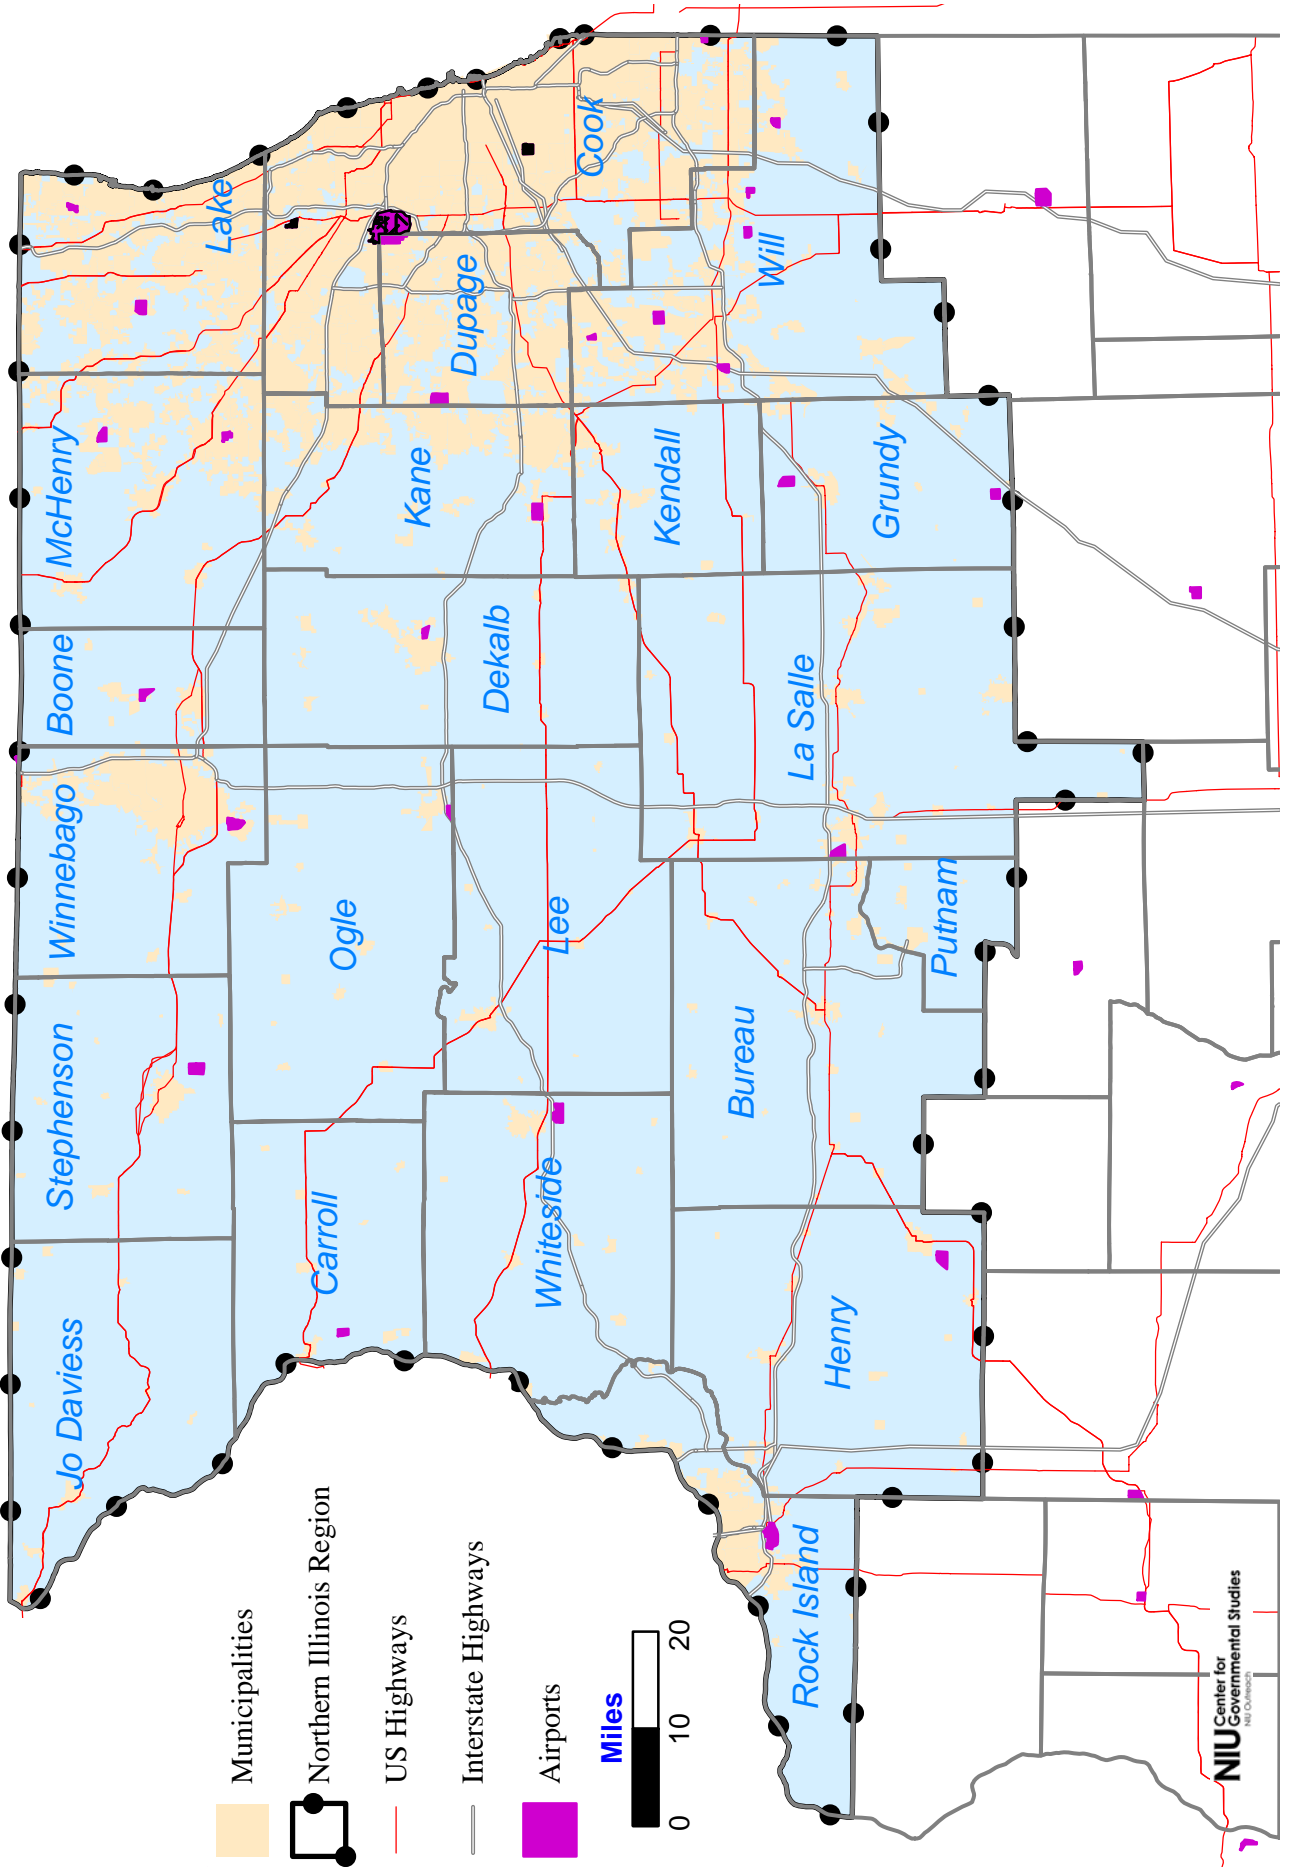 Jo Daviess
Stephenson
Winnebago
Boone
McHenry
Lake
Carroll
Ogle
Dekalb
Kane
Dupage
Cook
Whiteside
Lee
Kendall
Will
Rock Island
Henry
Bureau
Putnam
La Salle
Grundy
Municipalities
Northern Illinois Region
US Highways
Interstate Highways
Airports
Miles
0 10 20
NIU Center for
Governmental Studies
NIU Outreach